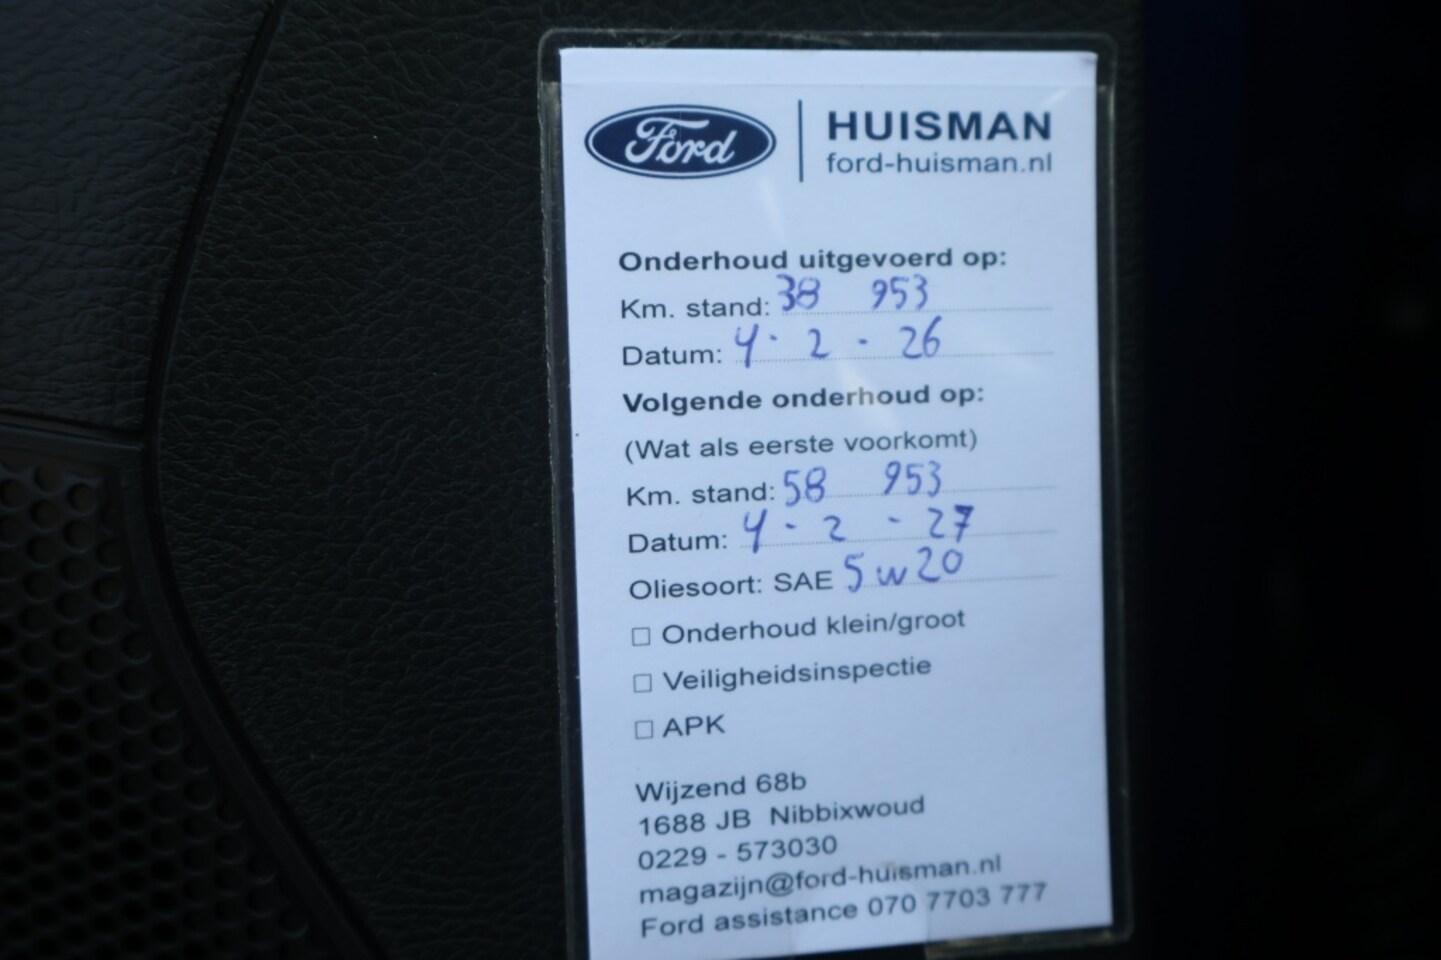 Ford
HUISMAN
ford-huisman.nl
Onderhoud uitgevoerd op:
Km. stand: 38 953
Datum: 4 - 2 - 26
Volgende onderhoud op:
(Wat als eerste voorkomt)
Km. stand: 58 953
Datum: 4 - 2 - 27
Oliesoort: SAE 5w20
□ Onderhoud klein/groot
□ Veiligheidsinspectie
□ APK
Wijzend 68b
1688 JB Nibbixwoud
0229 - 573030
magazijn@ford-huisman.nl
Ford assistance 070 7703 777